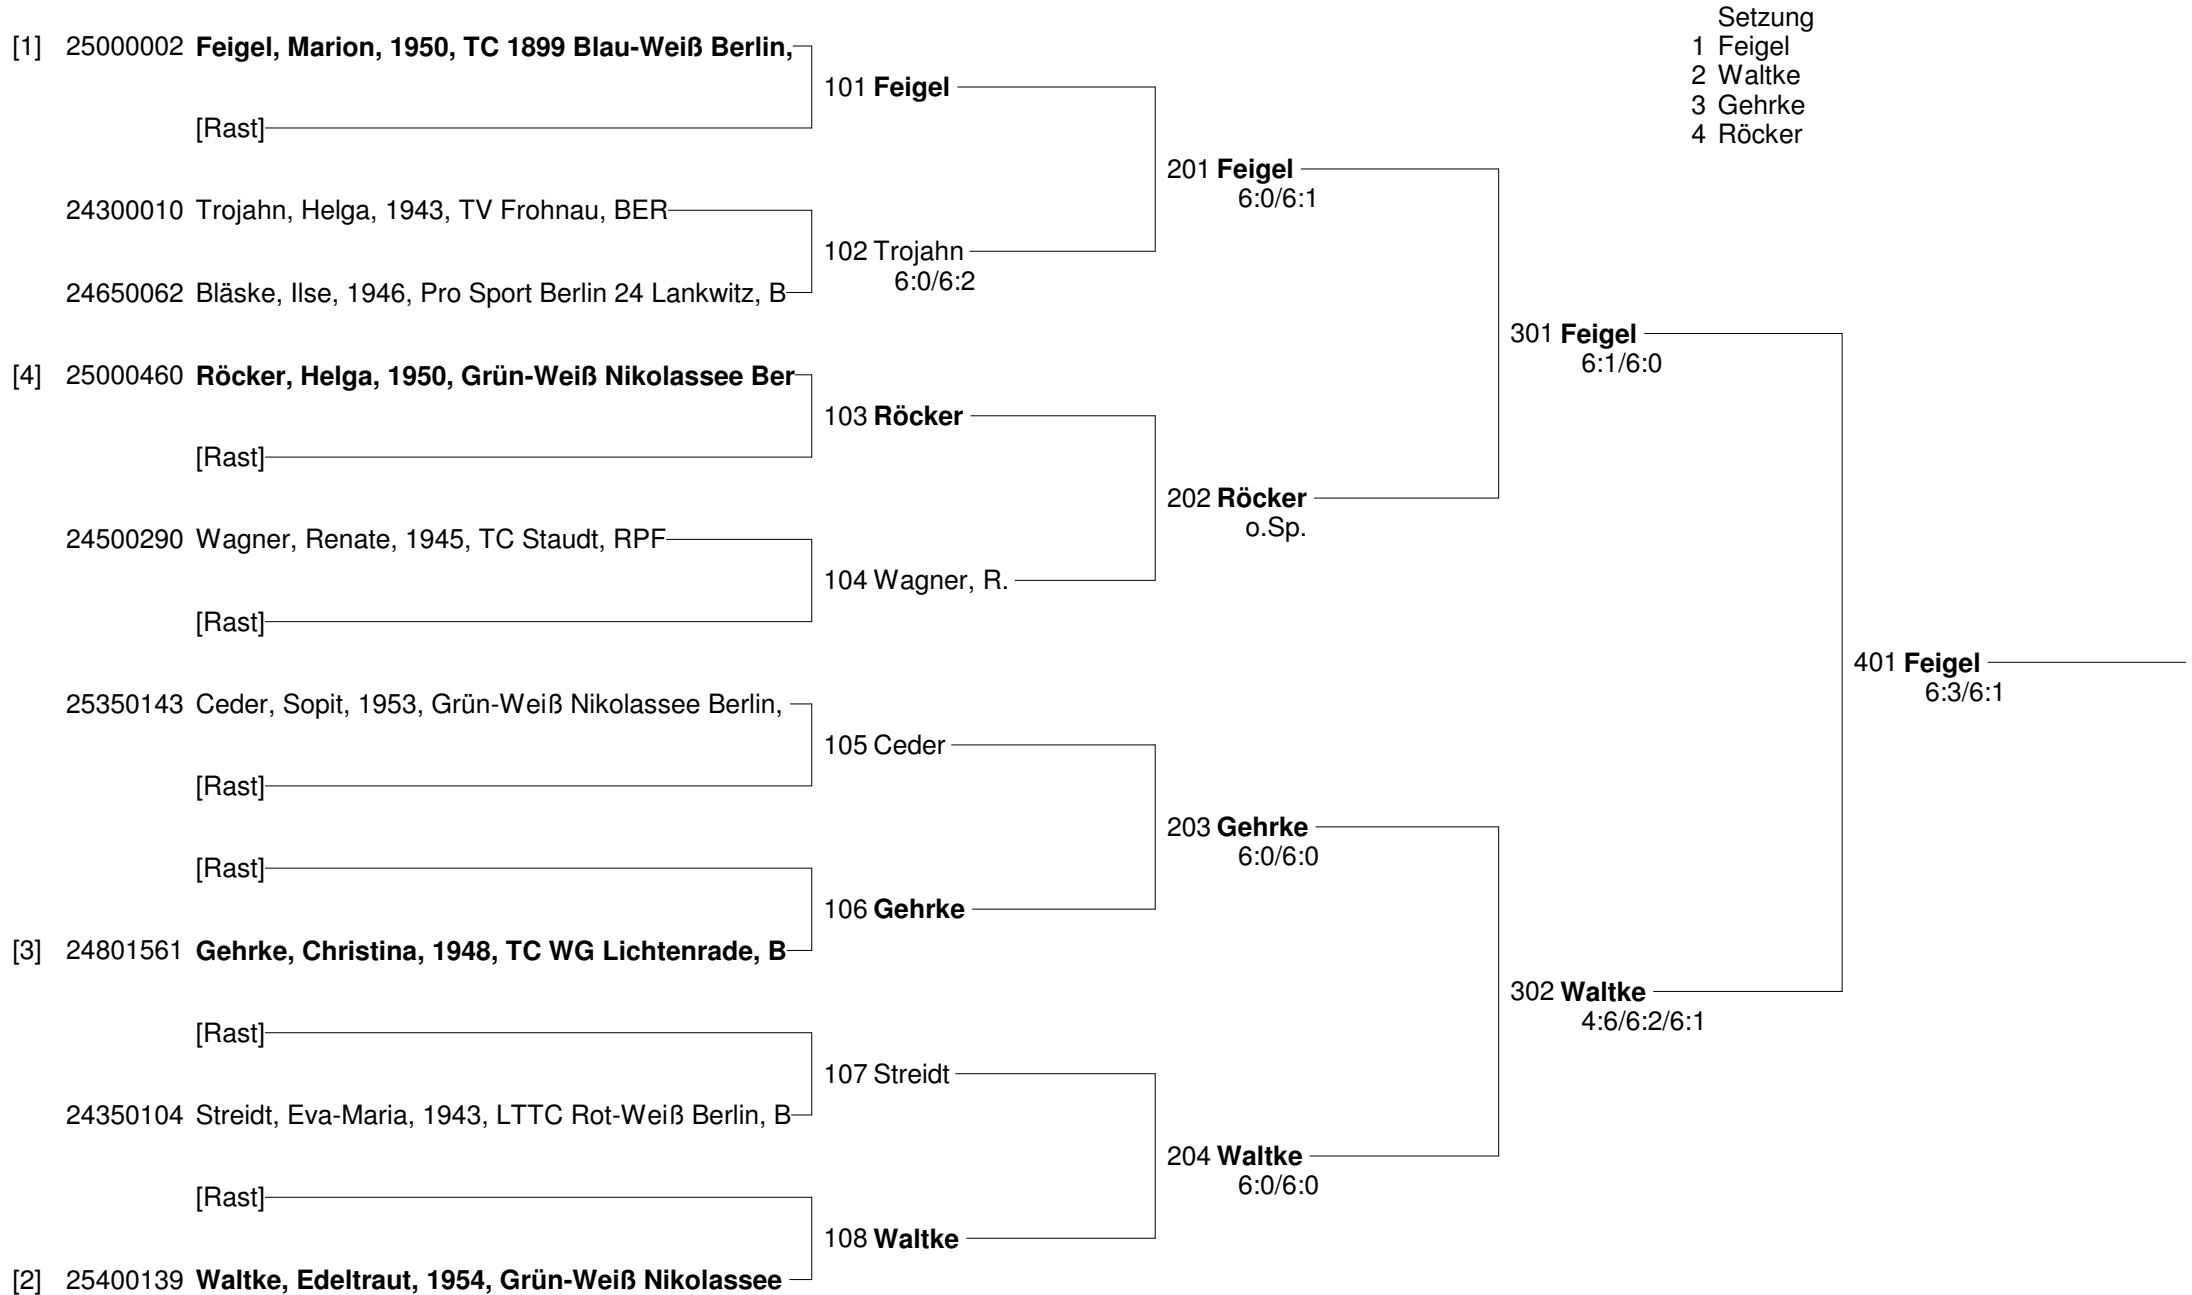 Setzung
1 Feigel
2 Waltke
3 Gehrke
4 Röcker
[1] 25000002 Feigel, Marion, 1950, TC 1899 Blau-Weiß Berlin,
[Rast]
24300010 Trojahn, Helga, 1943, TV Frohnau, BER
24650062 Bläske, Ilse, 1946, Pro Sport Berlin 24 Lankwitz, B
[4] 25000460 Röcker, Helga, 1950, Grün-Weiß Nikolassee Ber
[Rast]
24500290 Wagner, Renate, 1945, TC Staudt, RPF
[Rast]
25350143 Ceder, Sopit, 1953, Grün-Weiß Nikolassee Berlin,
[Rast]
[Rast]
[3] 24801561 Gehrke, Christina, 1948, TC WG Lichtenrade, B
[Rast]
24350104 Streidt, Eva-Maria, 1943, LTTC Rot-Weiß Berlin, B
[Rast]
[2] 25400139 Waltke, Edeltraut, 1954, Grün-Weiß Nikolassee
101 Feigel
102 Trojahn
6:0/6:2
103 Röcker
104 Wagner, R.
105 Ceder
106 Gehrke
107 Streidt
108 Waltke
201 Feigel
6:0/6:1
202 Röcker
o.Sp.
203 Gehrke
6:0/6:0
204 Waltke
6:0/6:0
301 Feigel
6:1/6:0
302 Waltke
4:6/6:2/6:1
401 Feigel
6:3/6:1